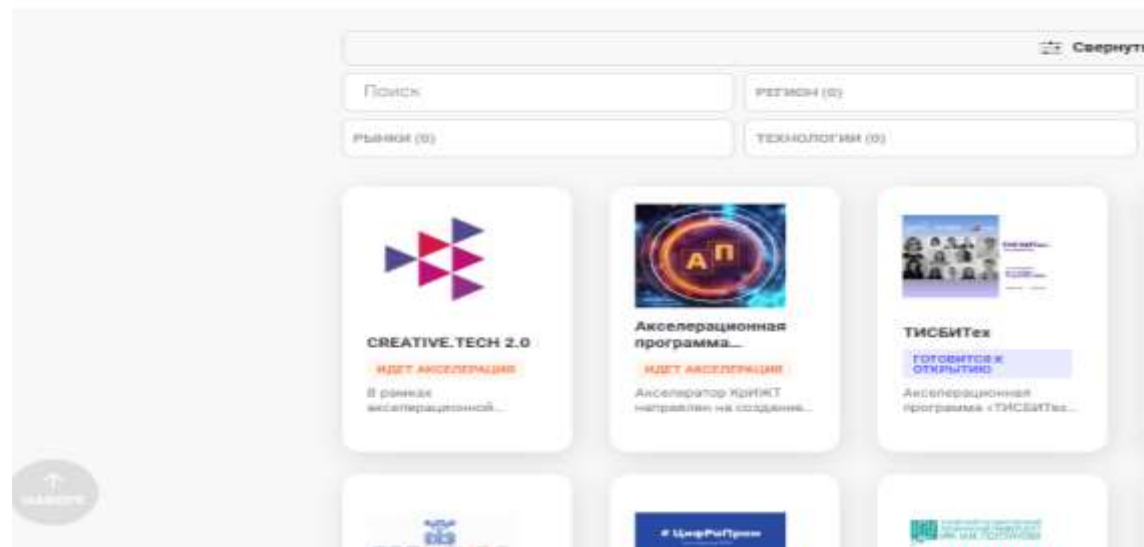 Свернуть
Поиск
РЕГИОН (0)
РЫНКИ (0)
ТЕХНОЛОГИИ (0)
АП
CREATIVE.TECH 2.0
ИДЕТ АКСЕЛЕРАЦИЯ
В рамках
акселерационной...
Акселерационная
программа...
ИДЕТ АКСЕЛЕРАЦИЯ
Акселератор КрИЖТ
направлен на создание...
ТИСБИТех
ГОТОВИТСЯ К
ОТКРЫТИЮ
Акселерационная
программа «ТИСБИТех...
НАВЕРХ
# ЦифРоПром